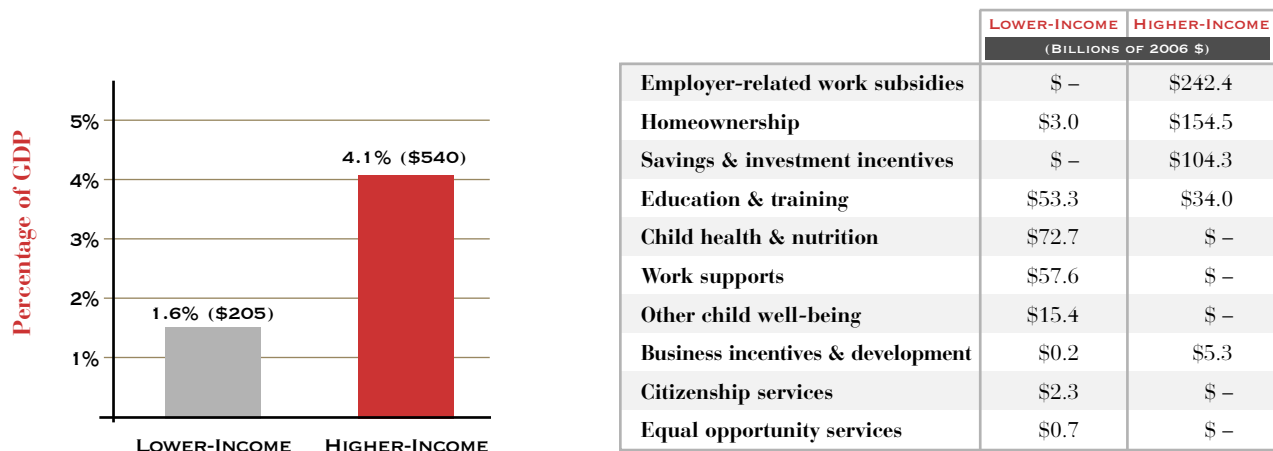 Percentage of GDP
5%
4%
3%
2%
1%
1.6% ($205)
4.1% ($540)
LOWER-INCOME HIGHER-INCOME
LOWER-INCOME HIGHER-INCOME
(BILLIONS OF 2006 $)
Employer-related work subsidies $ – $242.4
Homeownership $3.0 $154.5
Savings & investment incentives $ – $104.3
Education & training $53.3 $34.0
Child health & nutrition $72.7 $ –
Work supports $57.6 $ –
Other child well-being $15.4 $ –
Business incentives & development $0.2 $5.3
Citizenship services $2.3 $ –
Equal opportunity services $0.7 $ –